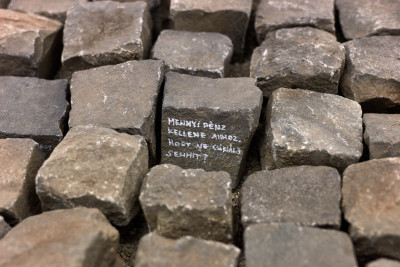 MENNYI PÉNZ
KELLENE AHHOZ,
HOGY NE CSINÁLJ
SEMMIT?